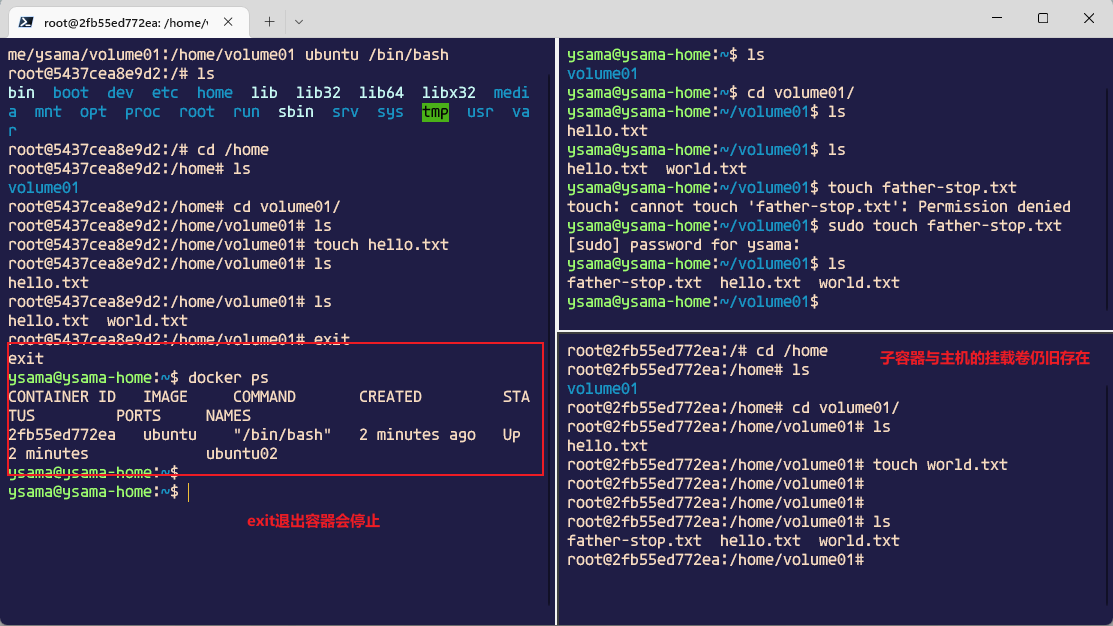 root@2fb55ed772ea: /home/v
me/ysama/volume01:/home/volume01 ubuntu /bin/bash
root@5437cea8e9d2:/# ls
bin  boot  dev  etc  home  lib  lib32  lib64  libx32  medi
a  mnt  opt  proc  root  run  sbin  srv  sys  tmp  usr  va
r
root@5437cea8e9d2:/# cd /home
root@5437cea8e9d2:/home# ls
volume01
root@5437cea8e9d2:/home# cd volume01/
root@5437cea8e9d2:/home/volume01# ls
root@5437cea8e9d2:/home/volume01# touch hello.txt
root@5437cea8e9d2:/home/volume01# ls
hello.txt
root@5437cea8e9d2:/home/volume01# ls
hello.txt  world.txt
root@5437cea8e9d2:/home/volume01# exit
exit
ysama@ysama-home:~$ docker ps
CONTAINER ID   IMAGE     COMMAND       CREATED         STA
TUS         PORTS     NAMES
2fb55ed772ea   ubuntu    "/bin/bash"   2 minutes ago   Up
2 minutes             ubuntu02
ysama@ysama-home:~$
ysama@ysama-home:~$
exit退出容器会停止
ysama@ysama-home:~$ ls
volume01
ysama@ysama-home:~$ cd volume01/
ysama@ysama-home:~/volume01$ ls
hello.txt
ysama@ysama-home:~/volume01$ ls
hello.txt  world.txt
ysama@ysama-home:~/volume01$ touch father-stop.txt
touch: cannot touch 'father-stop.txt': Permission denied
ysama@ysama-home:~/volume01$ sudo touch father-stop.txt
[sudo] password for ysama:
ysama@ysama-home:~/volume01$ ls
father-stop.txt  hello.txt  world.txt
ysama@ysama-home:~/volume01$
root@2fb55ed772ea:/# cd /home
子容器与主机的挂载卷仍旧存在
root@2fb55ed772ea:/home# ls
volume01
root@2fb55ed772ea:/home# cd volume01/
root@2fb55ed772ea:/home/volume01# ls
hello.txt
root@2fb55ed772ea:/home/volume01# touch world.txt
root@2fb55ed772ea:/home/volume01#
root@2fb55ed772ea:/home/volume01#
root@2fb55ed772ea:/home/volume01# ls
father-stop.txt  hello.txt  world.txt
root@2fb55ed772ea:/home/volume01#